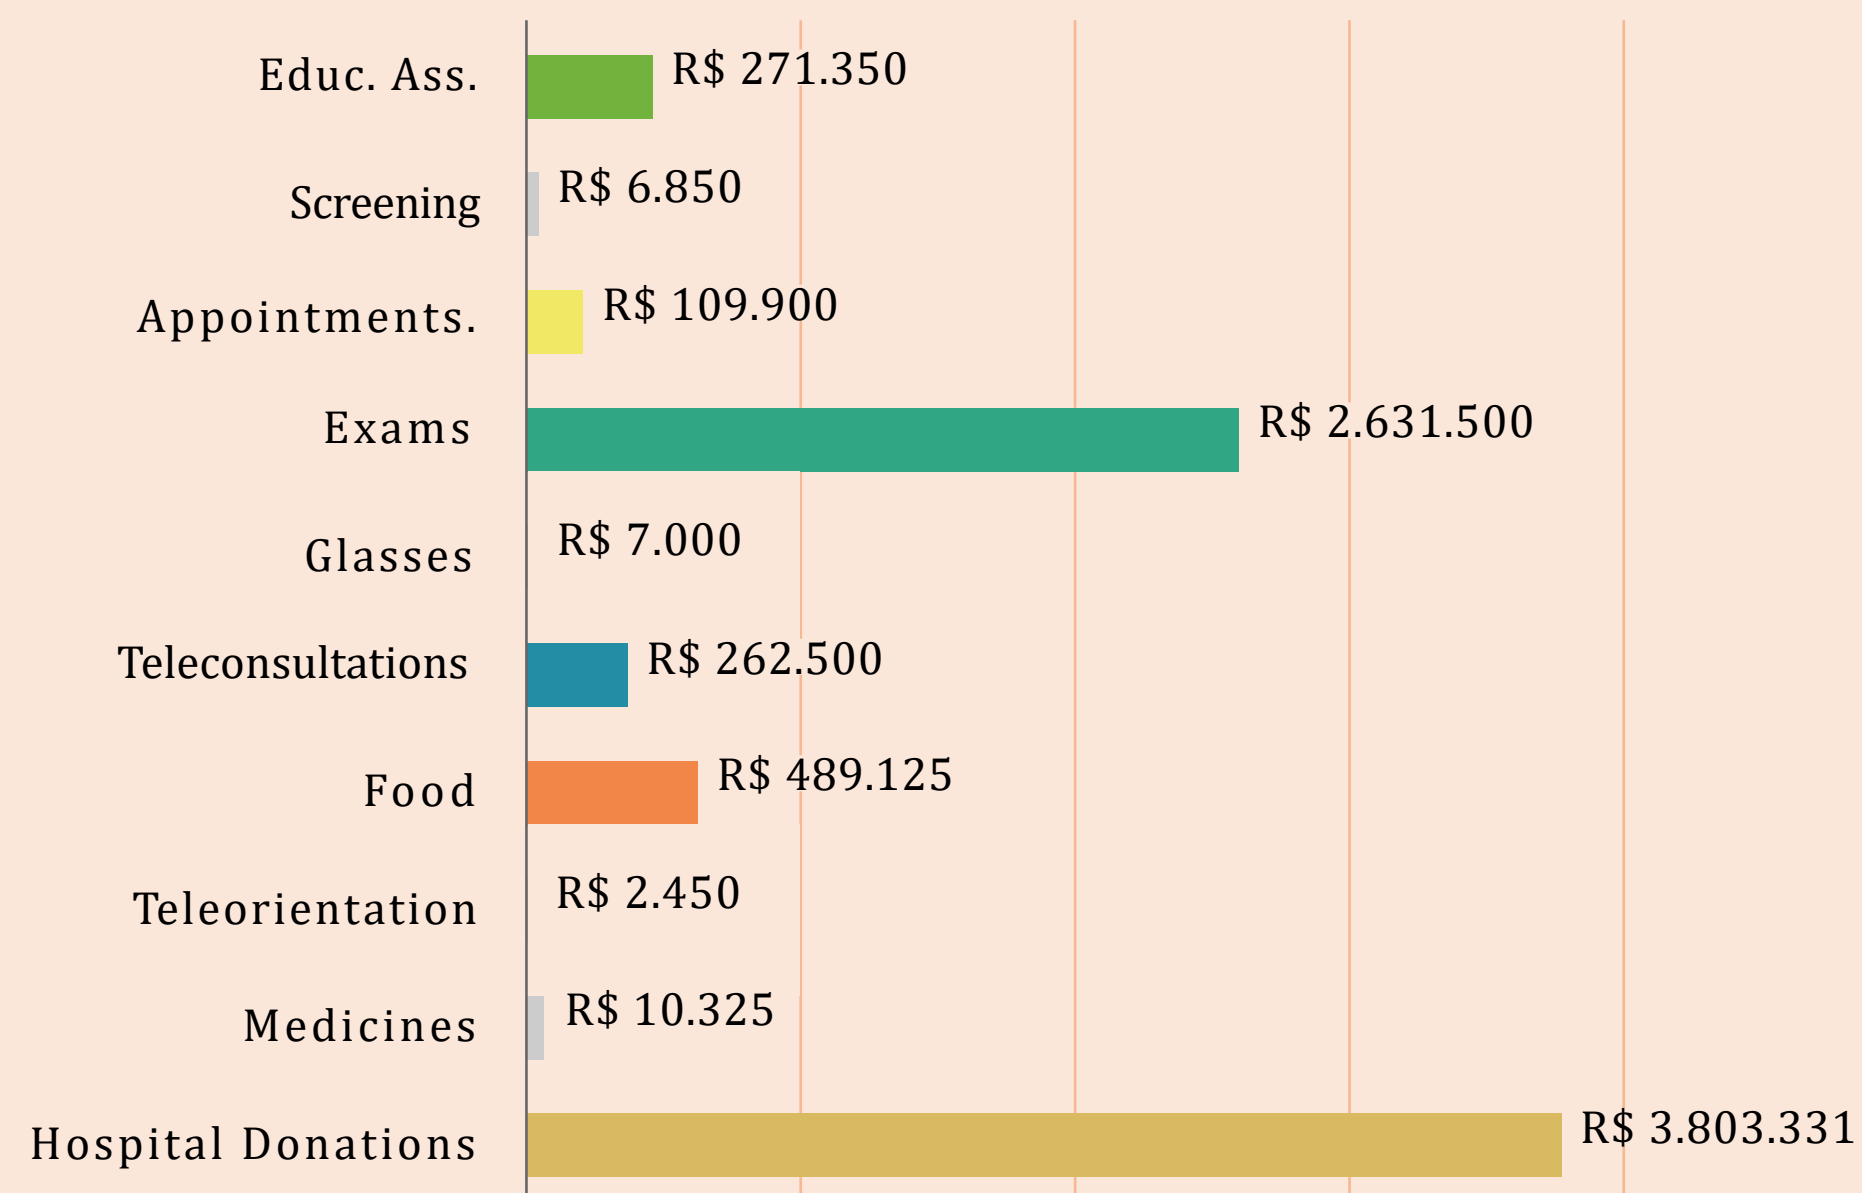 Educ. Ass. R$ 271.350
Screening R$ 6.850
Appointments. R$ 109.900
Exams R$ 2.631.500
Glasses R$ 7.000
Teleconsultations R$ 262.500
Food R$ 489.125
Teleorientation R$ 2.450
Medicines R$ 10.325
Hospital Donations R$ 3.803.331